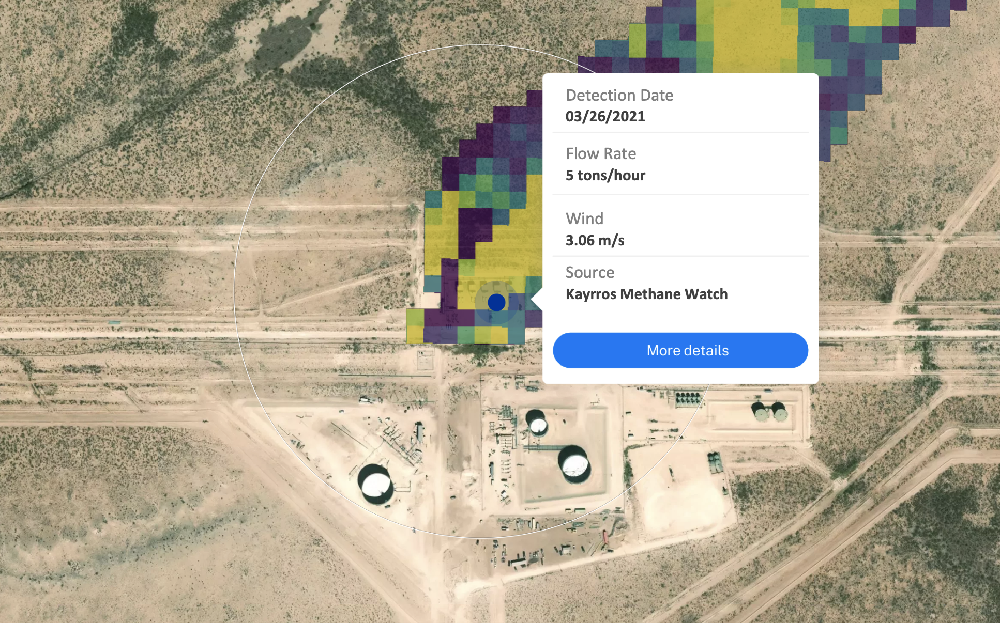 Detection Date
03/26/2021
Flow Rate
5 tons/hour
Wind
3.06 m/s
Source
Kayrros Methane Watch
More details